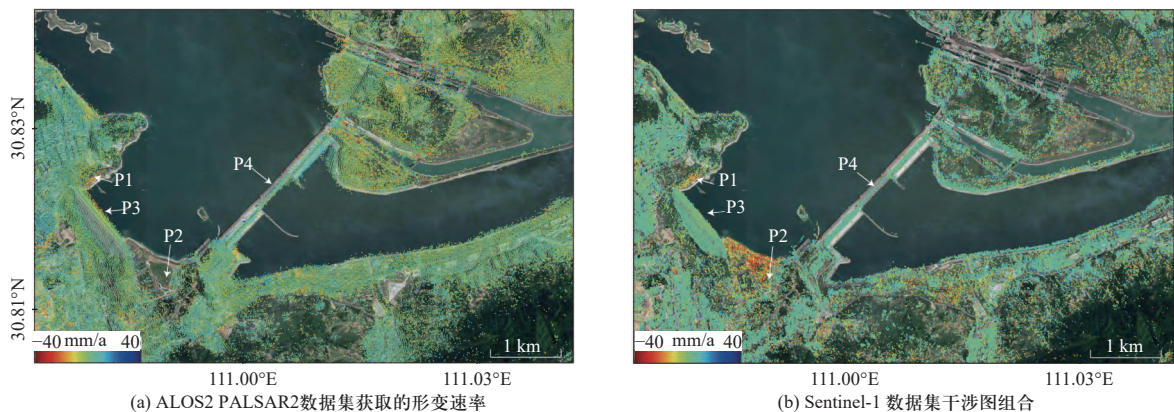 30.83°N
30.81°N
P1
P3
P2
P4
−40 mm/a 40
1 km
111.00°E
111.03°E
(a) ALOS2 PALSAR2数据集获取的形变速率
P1
P3
P2
P4
−40 mm/a 40
1 km
111.00°E
111.03°E
(b) Sentinel-1 数据集干涉图组合